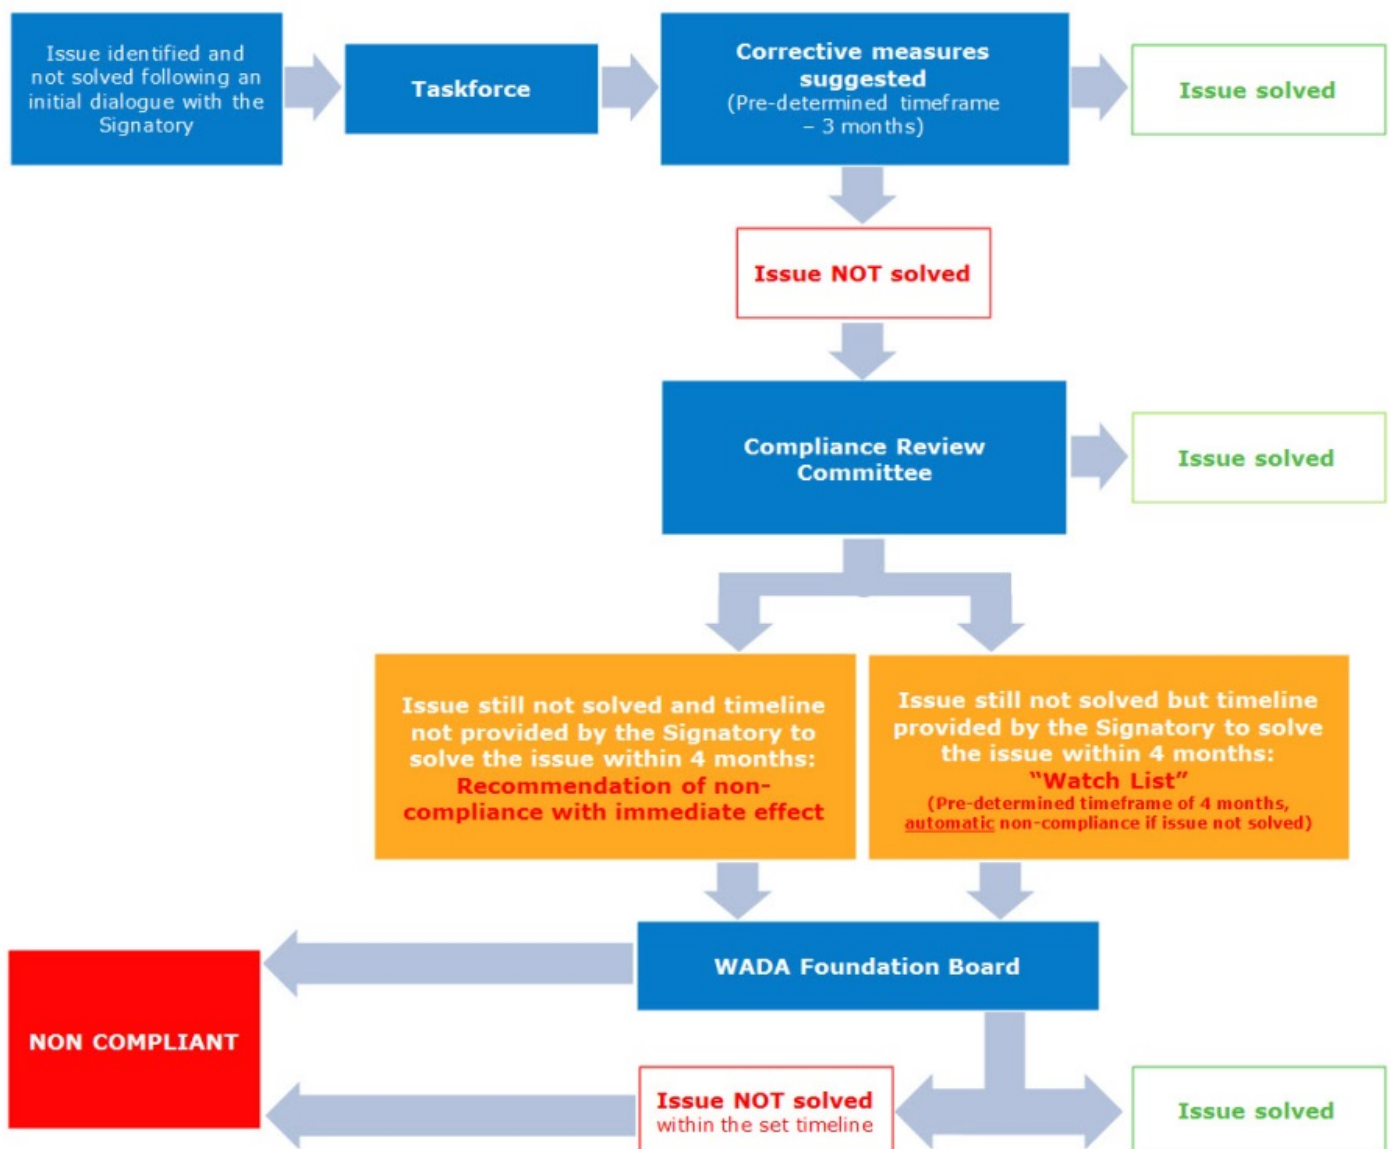 Issue identified and
not solved following an
initial dialogue with the
Signatory
Taskforce
Corrective measures
suggested
(Pre-determined timeframe
– 3 months)
Issue solved
Issue NOT solved
Compliance Review
Committee
Issue solved
Issue still not solved and timeline
not provided by the Signatory to
solve the issue within 4 months:
Recommendation of non-
compliance with immediate effect
Issue still not solved but timeline
provided by the Signatory to solve
the issue within 4 months:
“Watch List”
(Pre-determined timeframe of 4 months,
automatic non-compliance if issue not solved)
WADA Foundation Board
NON COMPLIANT
Issue NOT solved
within the set timeline
Issue solved